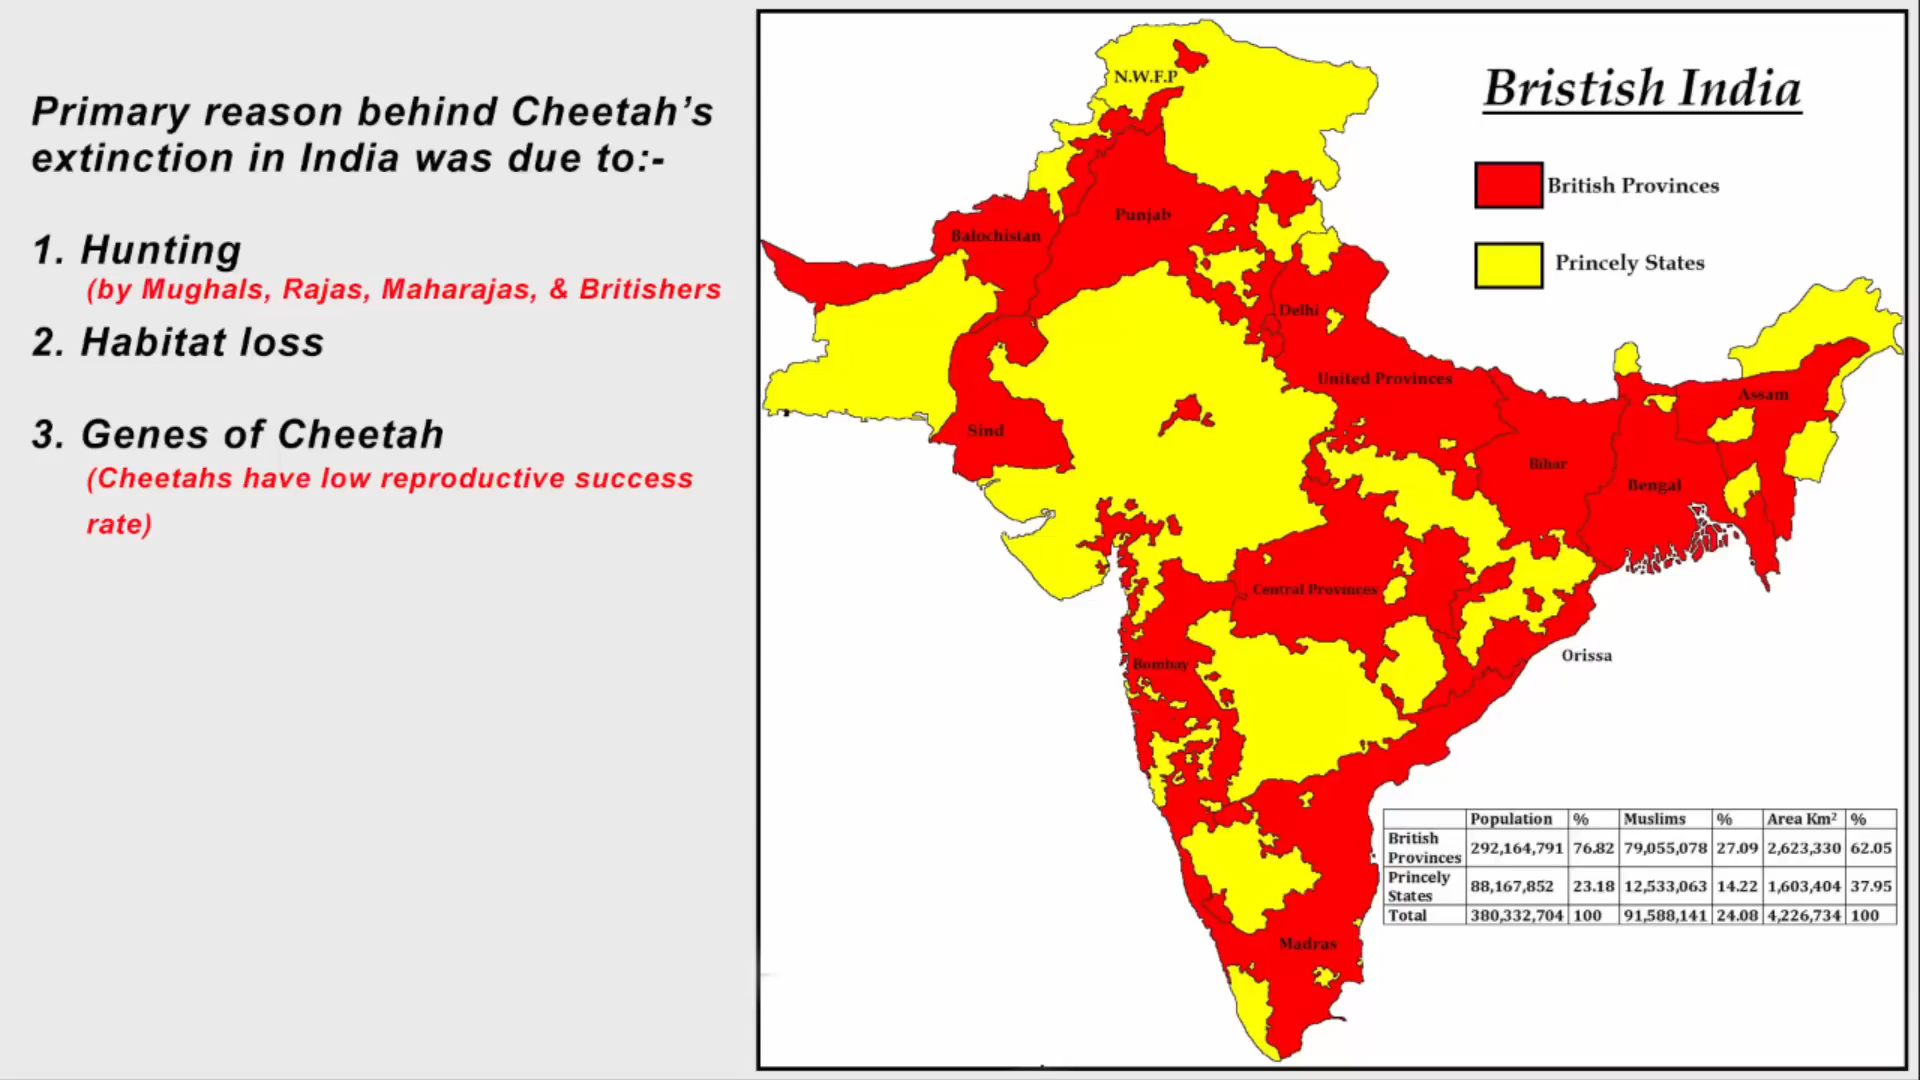 Primary reason behind Cheetah’s
extinction in India was due to:-
1. Hunting
(by Mughals, Rajas, Maharajas, & Britishers
2. Habitat loss
3. Genes of Cheetah
(Cheetahs have low reproductive success
rate)
Bristish India
British Provinces
Princely States
N.W.F.P
Punjab
Balochistan
Delhi
United Provinces
Assam
Sind
Bihar
Bengal
Central Provinces
Orissa
Bombay
Madras
Population % Muslims % Area Km² %
British Provinces 292,164,791 76.82 79,055,078 27.09 2,623,330 62.05
Princely States 88,167,852 23.18 12,533,063 14.22 1,603,404 37.95
Total 380,332,704 100 91,588,141 24.08 4,226,734 100